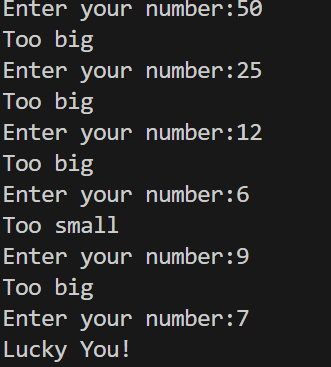 Enter your number:50
Too big
Enter your number:25
Too big
Enter your number:12
Too big
Enter your number:6
Too small
Enter your number:9
Too big
Enter your number:7
Lucky You!